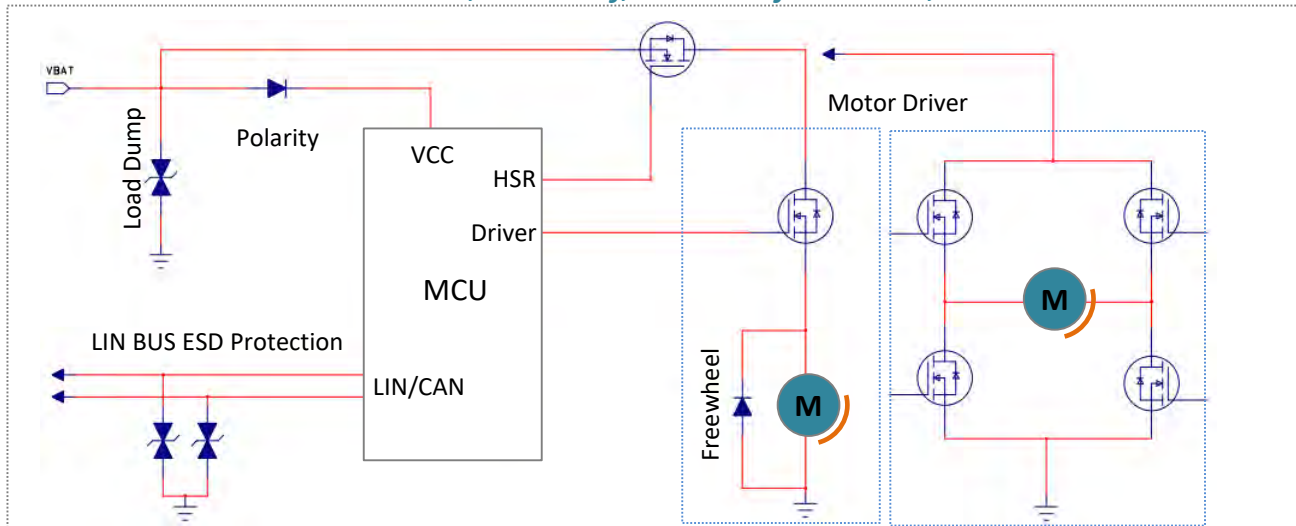 VBAT
Polarity
Load Dump
VCC
HSR
Driver
MCU
LIN/CAN
LIN BUS ESD Protection
Motor Driver
Freewheel
M
M